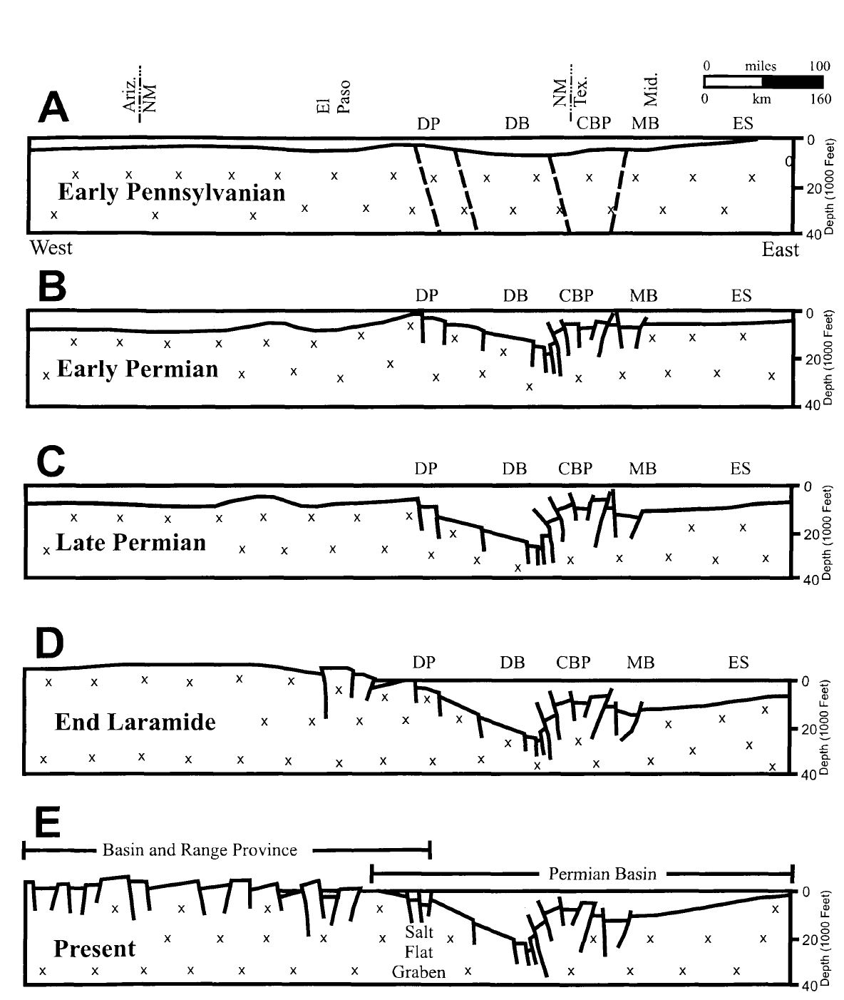 0 miles 100
0 km 160
Ariz.
NM
El
Paso
NM
Tex.
Mid.
A
DP DB CBP MB ES
0
0
20
40
Depth (1000 Feet)
Early Pennsylvanian
West East
B
DP DB CBP MB ES
0
20
40
Depth (1000 Feet)
Early Permian
C
DP DB CBP MB ES
0
20
40
Depth (1000 Feet)
Late Permian
D
DP DB CBP MB ES
0
20
40
Depth (1000 Feet)
End Laramide
E
Basin and Range Province
Permian Basin
0
20
40
Depth (1000 Feet)
Present
Salt
Flat
Graben